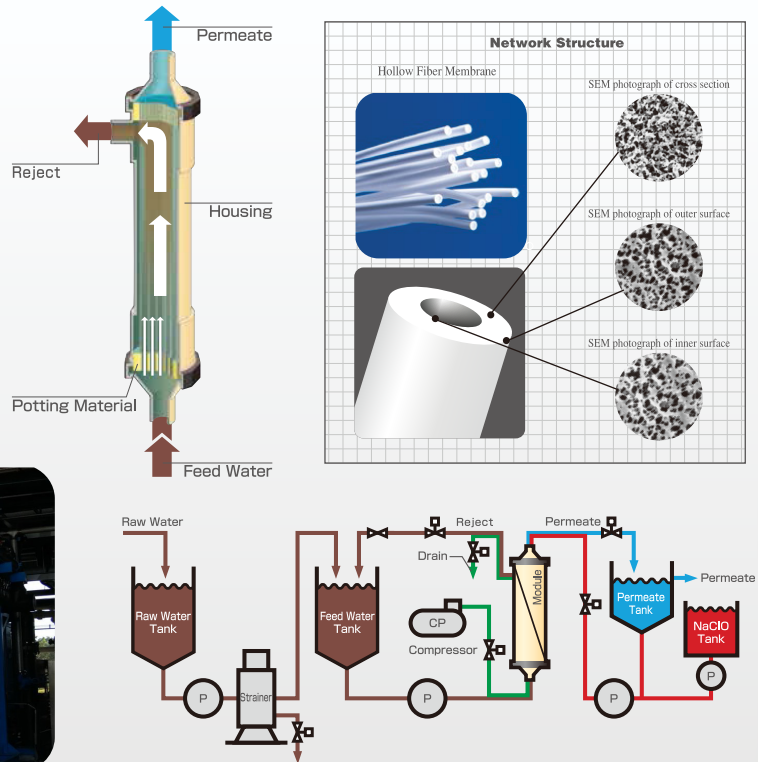 Permeate
Reject
Housing
Potting Material
Feed Water
Network Structure
Hollow Fiber Membrane
SEM photograph of cross section
SEM photograph of outer surface
SEM photograph of inner surface
Raw Water
Raw Water
Tank
P
Strainer
Feed Water
Tank
Reject
Drain
CP
Compressor
P
Module
Permeate
Permeate
Tank
Permeate
NaClO
Tank
P
P